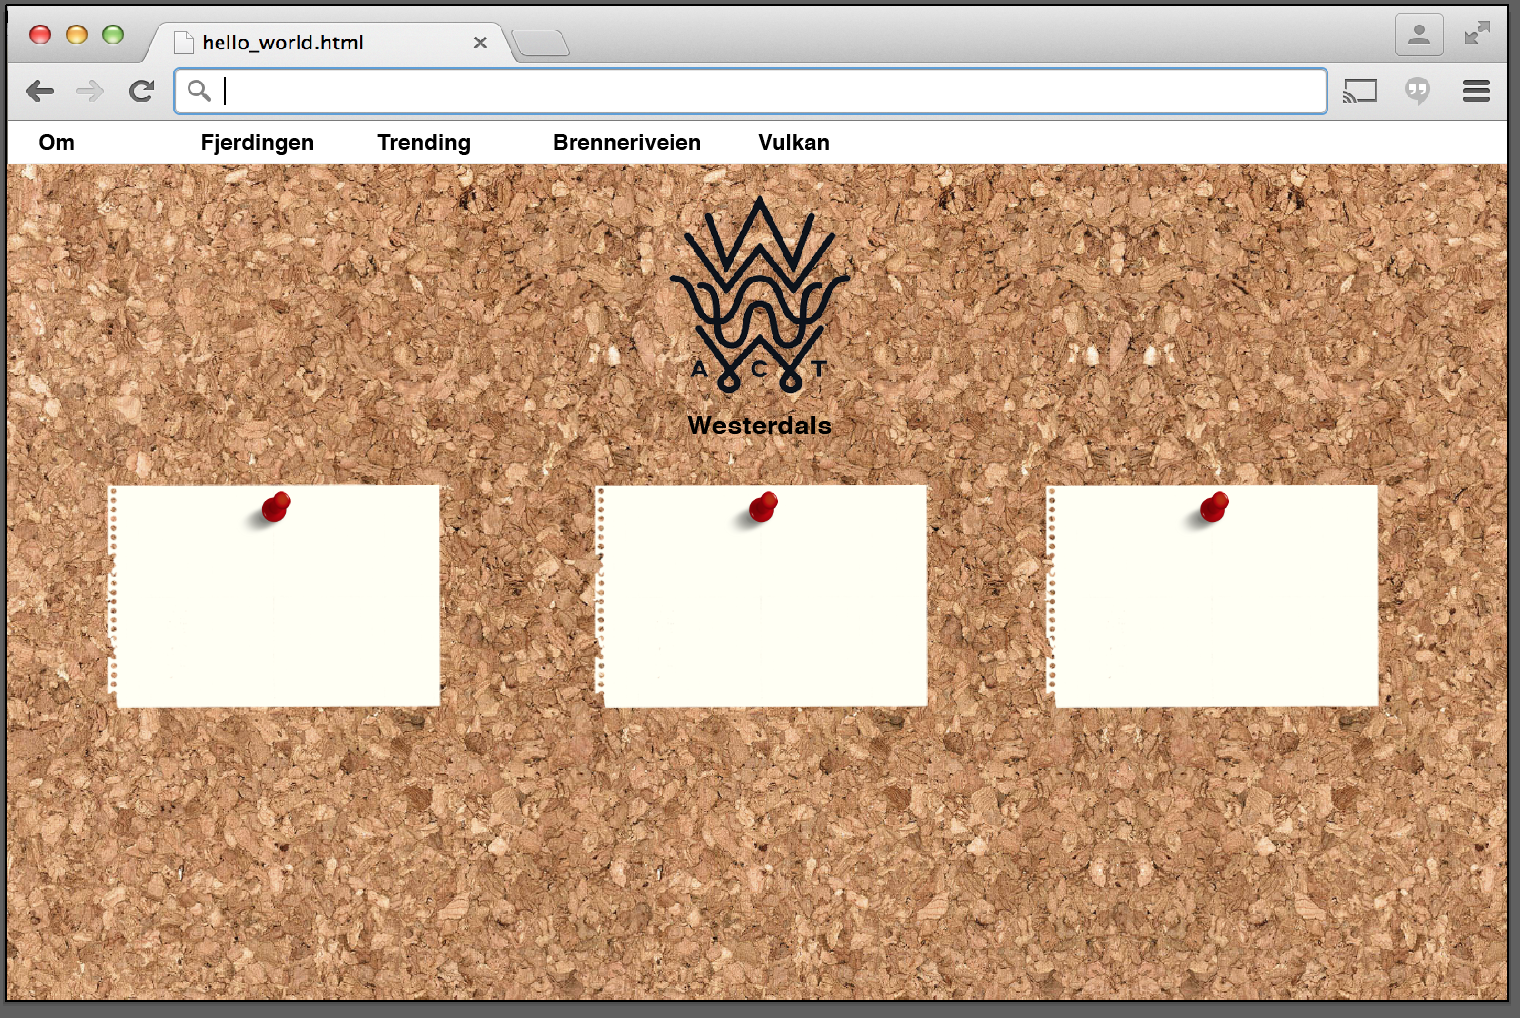 hello_world.html
Om Fjerdingen Trending Brenneriveien Vulkan
A C T
Westerdals